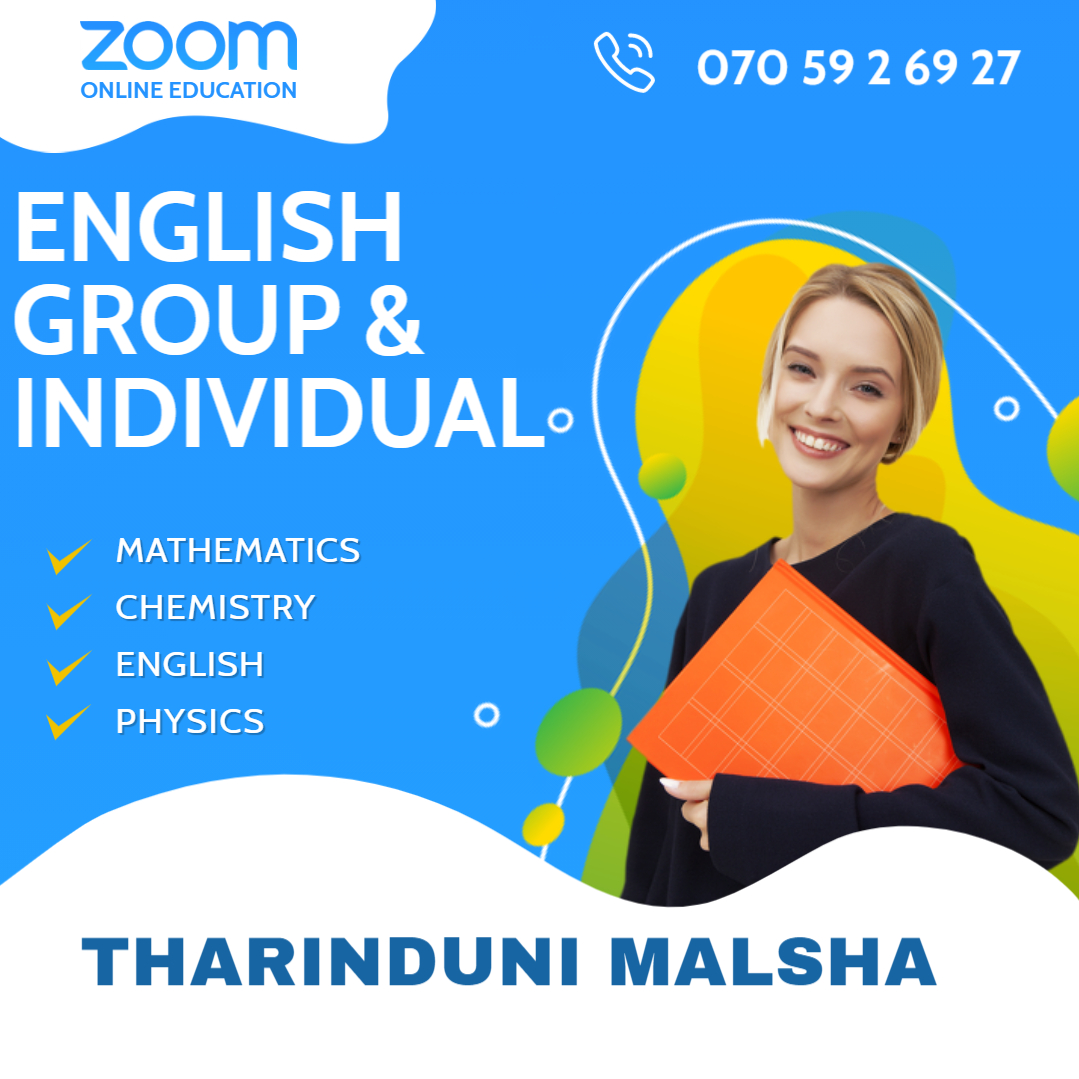 zoom
ONLINE EDUCATION
070 59 2 69 27
ENGLISH
GROUP &
INDIVIDUAL
MATHEMATICS
CHEMISTRY
ENGLISH
PHYSICS
THARINDUNI MALSHA